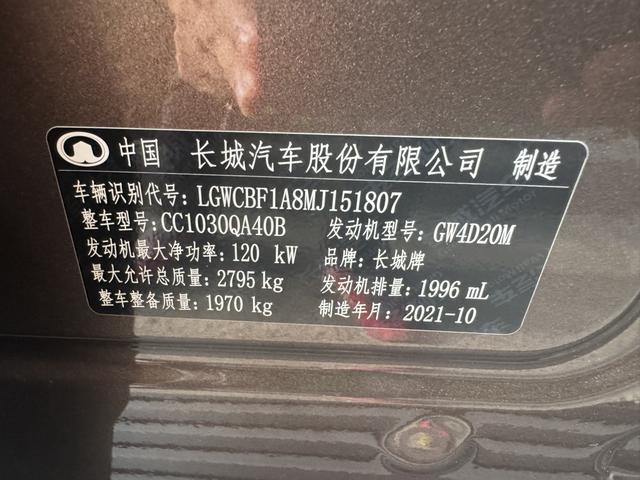 中国 长城汽车股份有限公司 制造
车辆识别代号: LGWCBF1A8MJ151807
整车型号: CC1030QA40B 发动机型号: GW4D20M
发动机最大净功率: 120 kW 品牌: 长城牌
最大允许总质量: 2795 kg 发动机排量: 1996 mL
整车整备质量: 1970 kg 制造年月: 2021-10